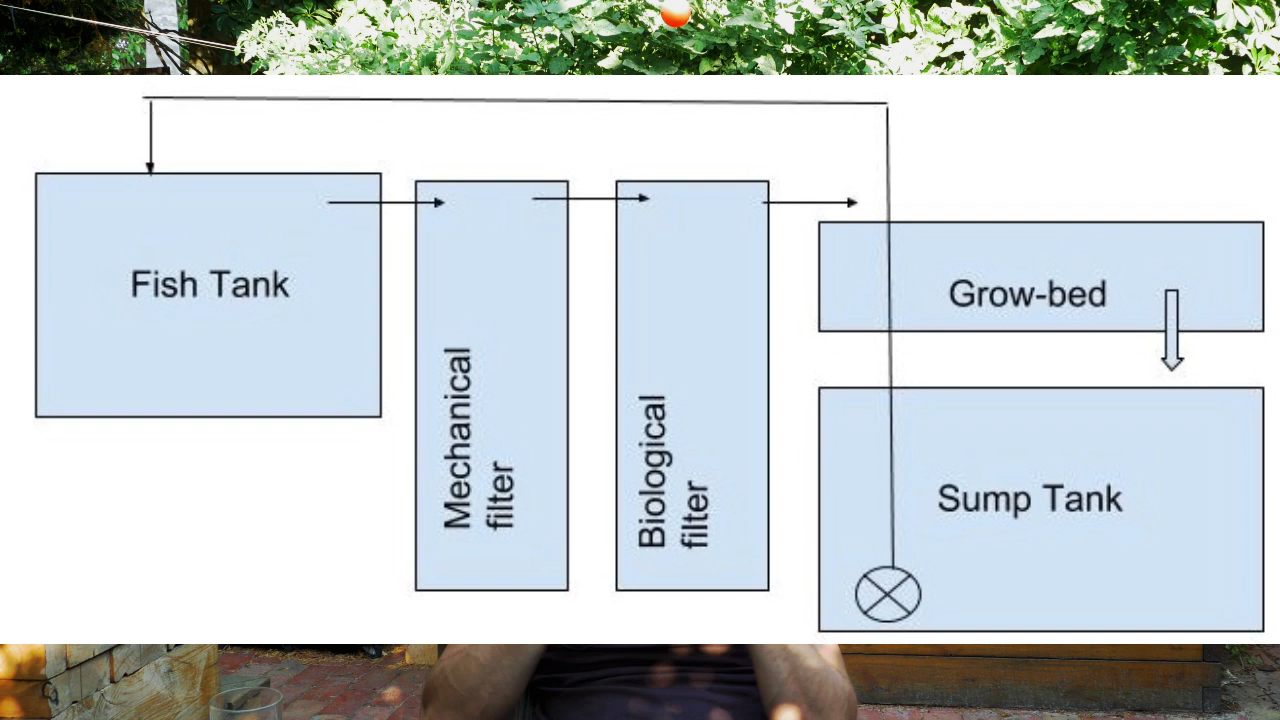 Fish Tank
Mechanical
filter
Biological
filter
Grow-bed
Sump Tank